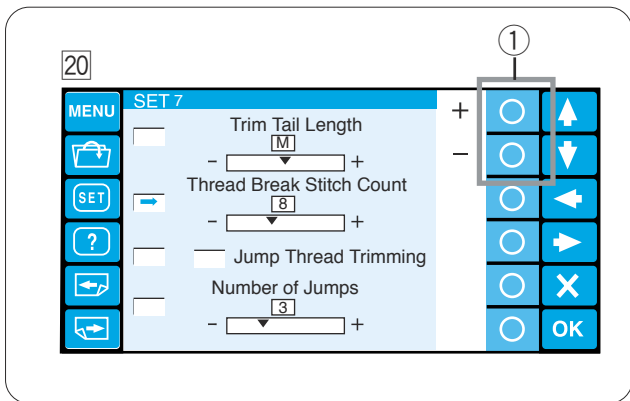 ①
20
MENU
SET 7
+
Trim Tail Length
M
- +
−
SET
Thread Break Stitch Count
8
- +
?
Jump Thread Trimming
Number of Jumps
3
- +
OK